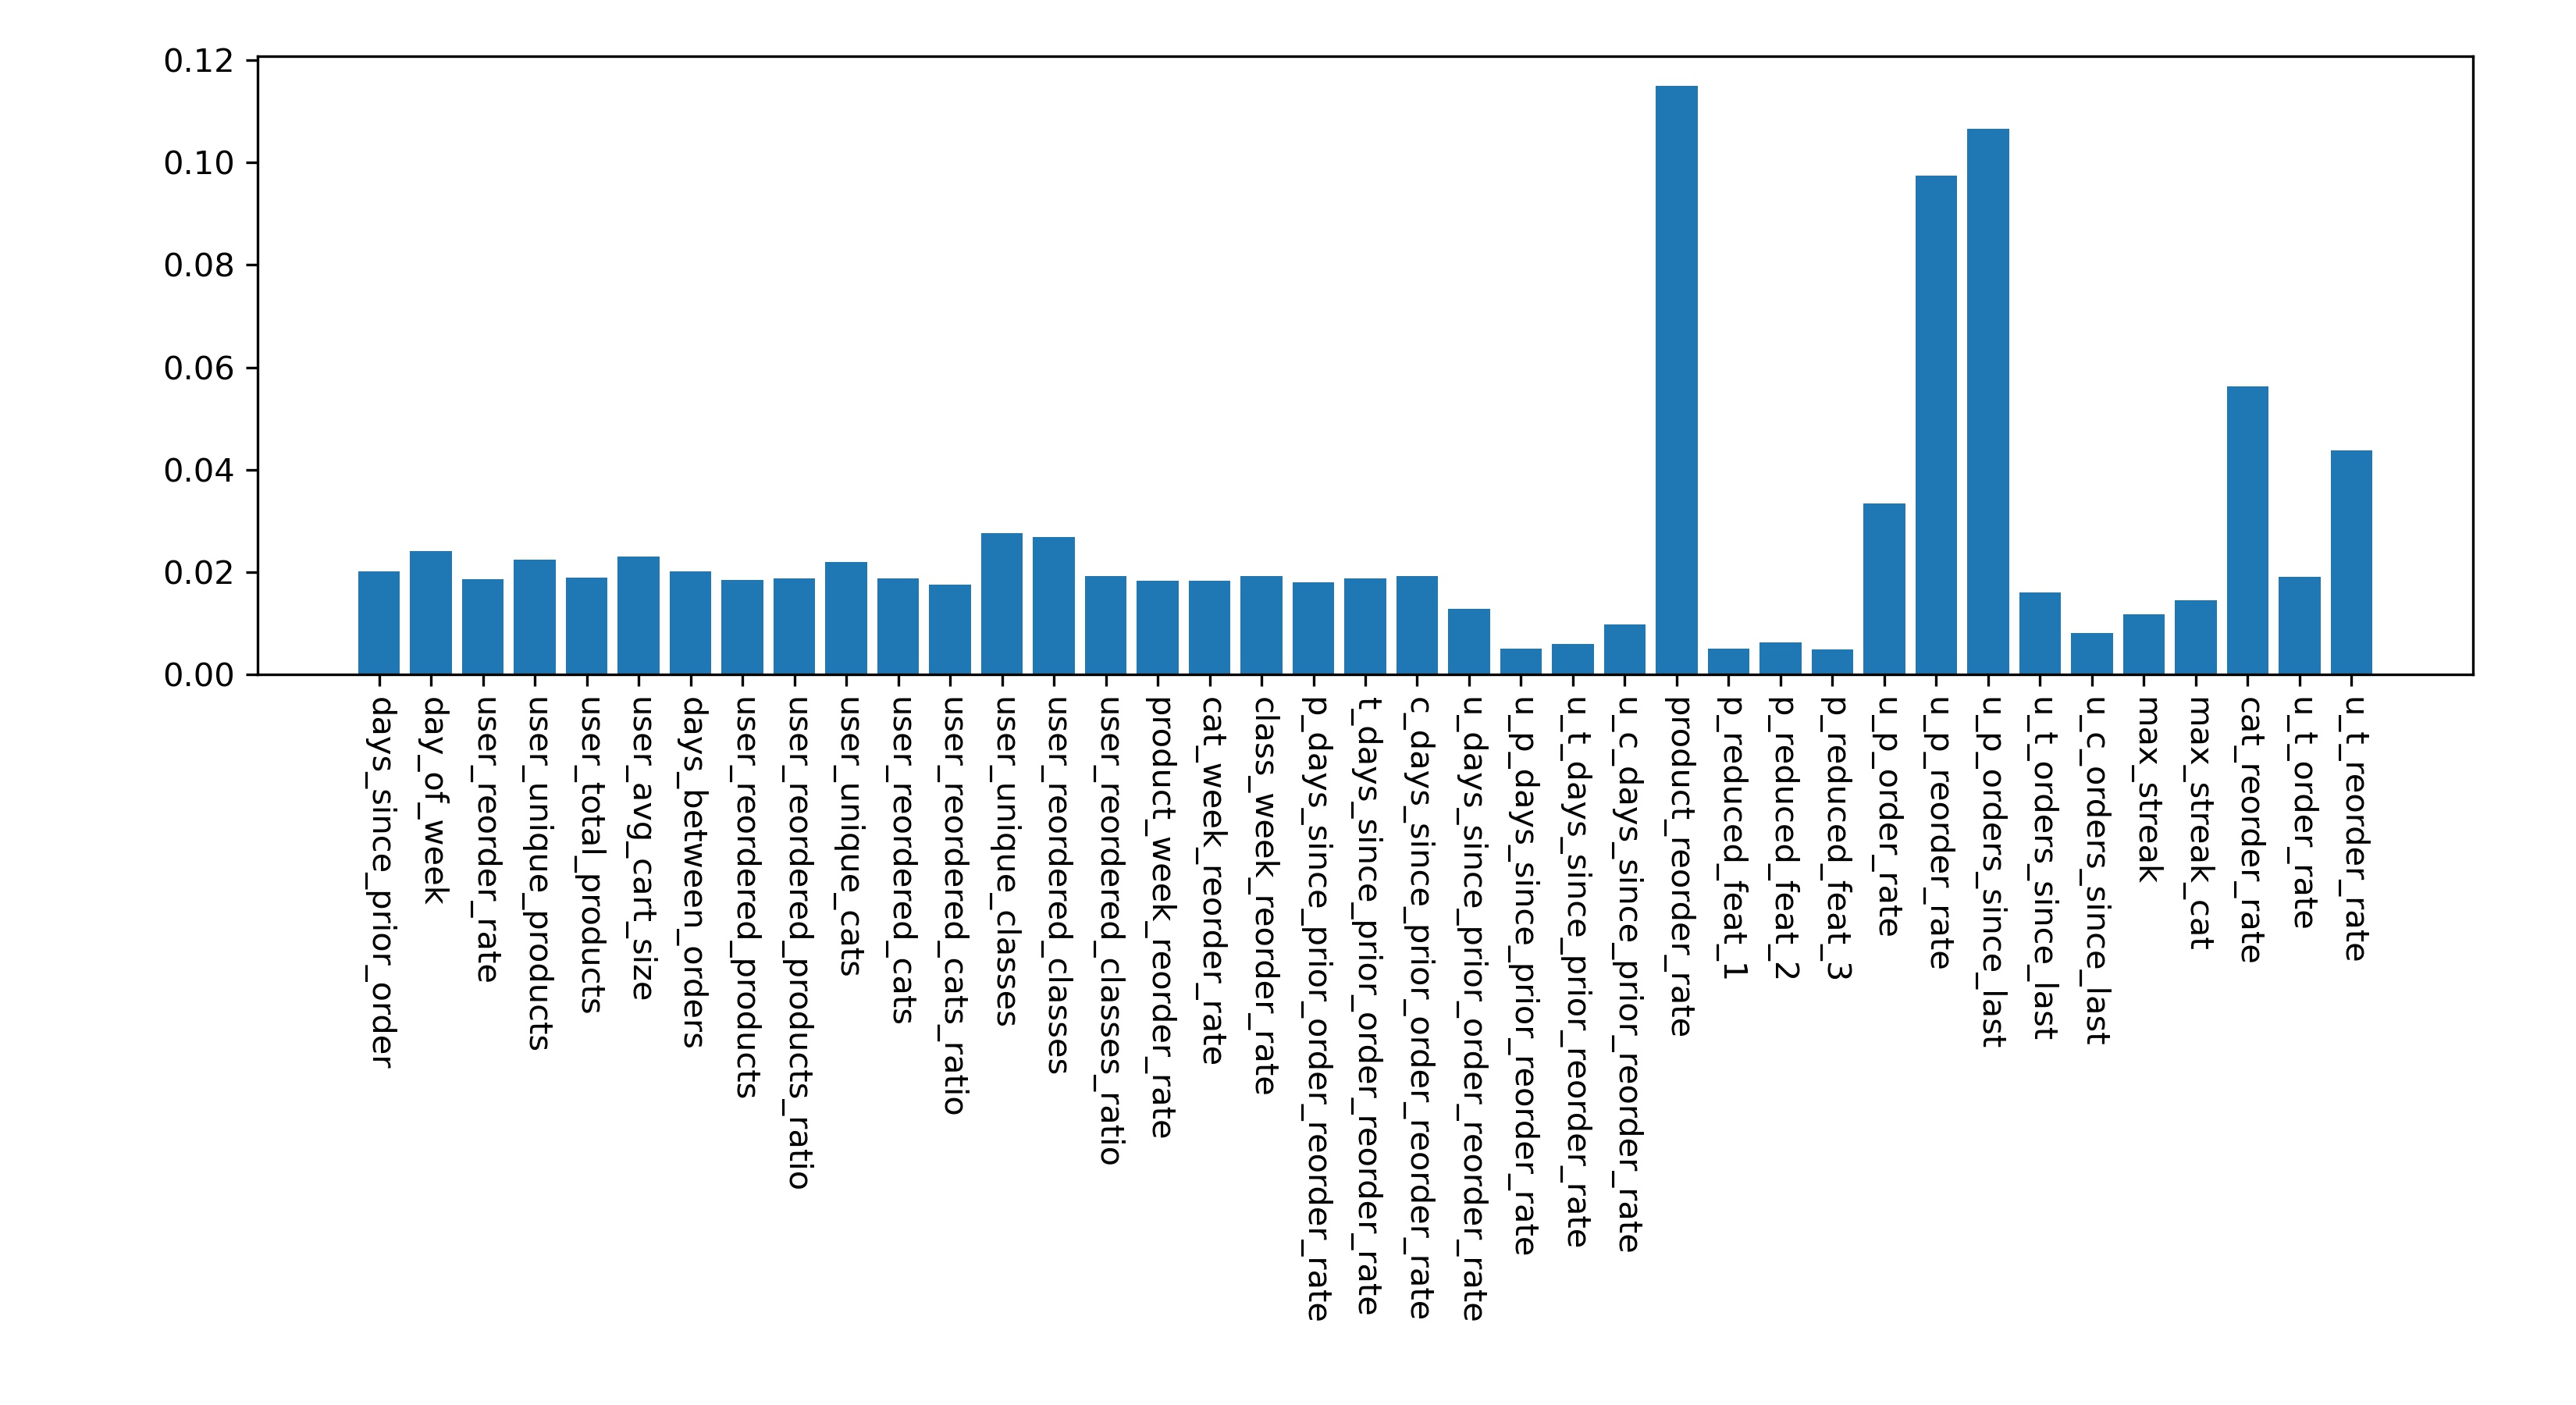 0.12
0.10
0.08
0.06
0.04
0.02
0.00
days_since_prior_order
day_of_week
user_reorder_rate
user_unique_products
user_total_products
user_avg_cart_size
days_between_orders
user_reordered_products
user_reordered_products_ratio
user_unique_cats
user_reordered_cats
user_reordered_cats_ratio
user_unique_classes
user_reordered_classes
user_reordered_classes_ratio
product_week_reorder_rate
cat_week_reorder_rate
class_week_reorder_rate
p_days_since_prior_order_reorder_rate
t_days_since_prior_order_reorder_rate
c_days_since_prior_order_reorder_rate
u_days_since_prior_order_reorder_rate
u_p_days_since_prior_reorder_rate
u_t_days_since_prior_reorder_rate
u_c_days_since_prior_reorder_rate
product_reorder_rate
p_reduced_feat_1
p_reduced_feat_2
p_reduced_feat_3
u_p_order_rate
u_p_reorder_rate
u_p_orders_since_last
u_t_orders_since_last
u_c_orders_since_last
max_streak
max_streak_cat
cat_reorder_rate
u_t_order_rate
u_t_reorder_rate